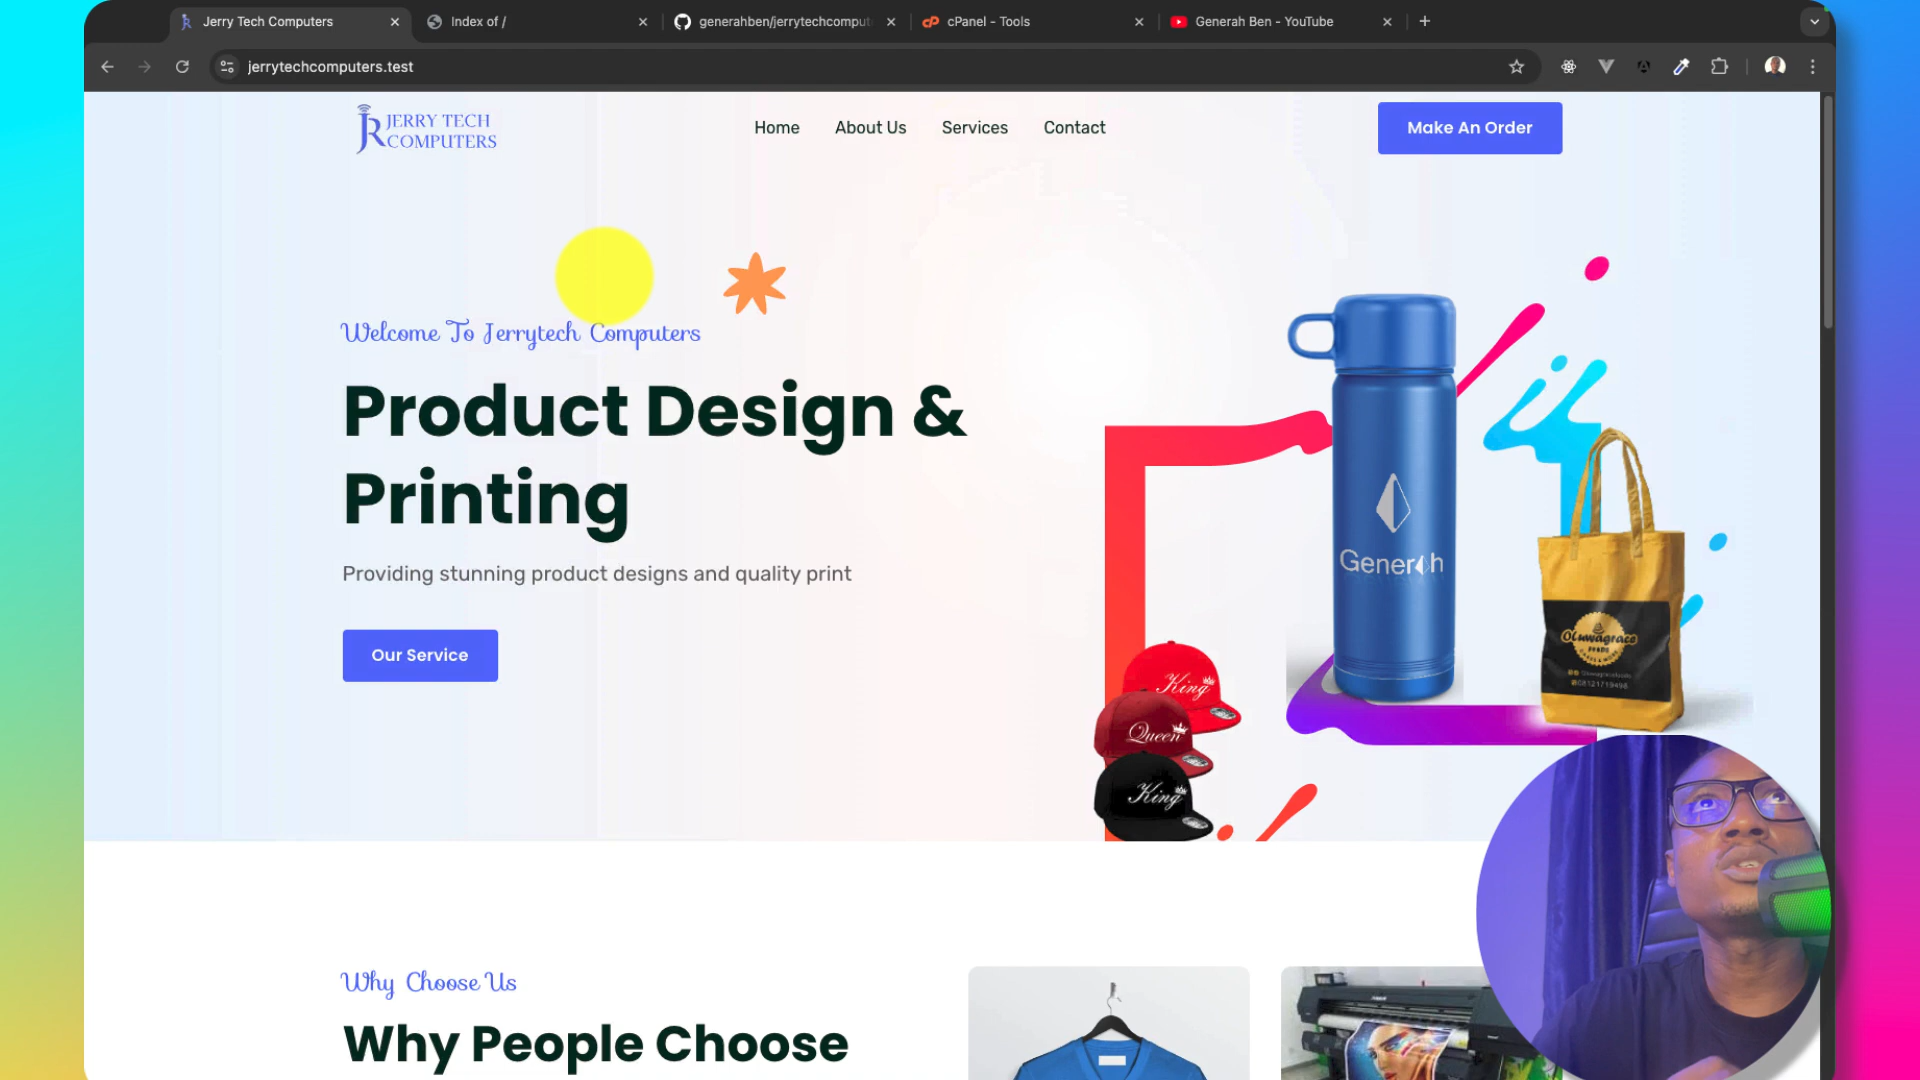 Jerry Tech Computers
Index of /
generahben/jerrytechcomput
cPanel - Tools
Generah Ben - YouTube
jerrytechcomputers.test
JERRY TECH
COMPUTERS
Home
About Us
Services
Contact
Make An Order
Welcome To Jerrytech Computers
Product Design &
Printing
Providing stunning product designs and quality print
Our Service
Generah
Oluwagrace
King
Queen
King
Why Choose Us
Why People Choose